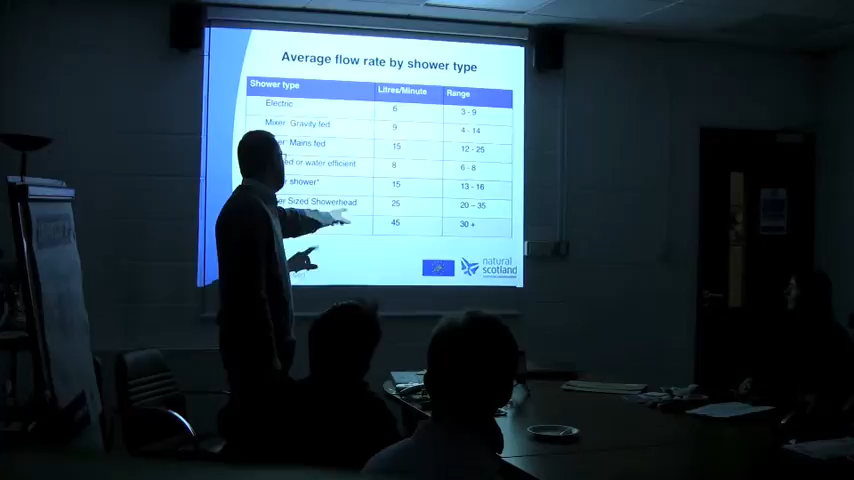 Average flow rate by shower type
Shower type Litres/Minute Range
Electric 6 3 - 9
Mixer: Gravity fed 9 4 - 14
er: Mains fed 15 12 - 25
ed or water efficient 8 6 - 8
shower* 15 13 - 16
er Sized Showerhead 25 20 – 35
45 30 +
natural
scotland